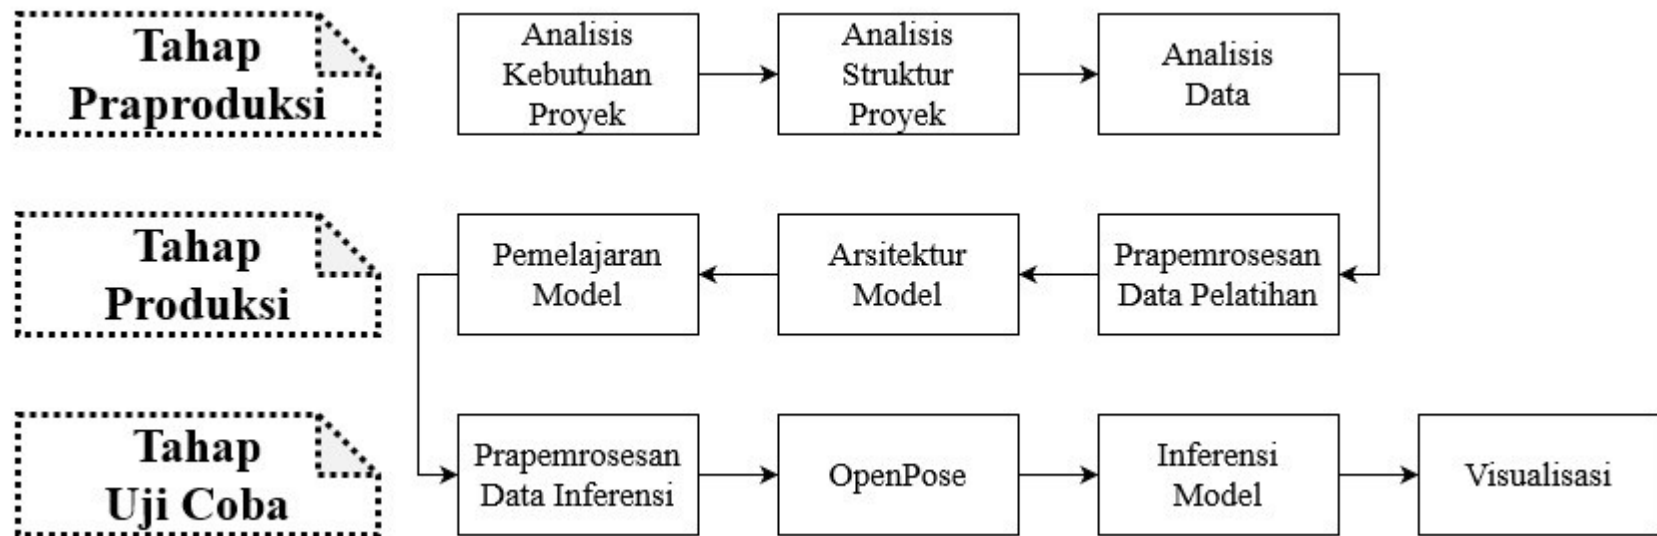 Tahap
Praproduksi
Analisis
Kebutuhan
Proyek
Analisis
Struktur
Proyek
Analisis
Data
Tahap
Produksi
Pemelajaran
Model
Arsitektur
Model
Prapemrosesan
Data Pelatihan
Tahap
Uji Coba
Prapemrosesan
Data Inferensi
OpenPose
Inferensi
Model
Visualisasi